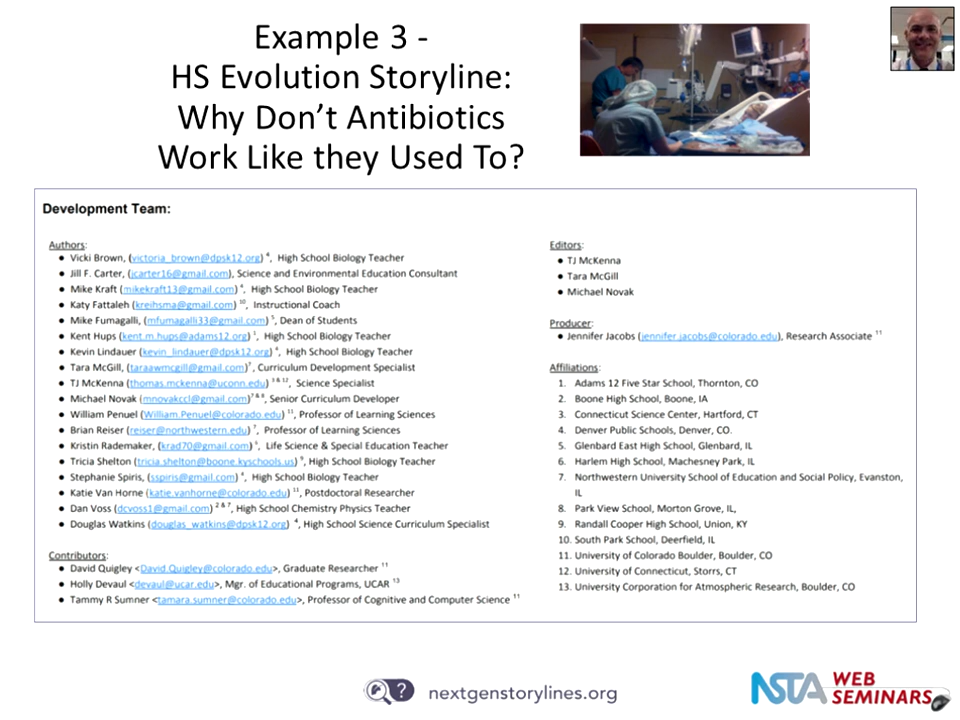 Example 3 -
HS Evolution Storyline:
Why Don’t Antibiotics
Work Like they Used To?
Development Team:
Authors:
● Vicki Brown, (victoria_brown@dpsk12.org) 4, High School Biology Teacher
● Jill F. Carter, (jcarter16@gmail.com), Science and Environmental Education Consultant
● Mike Kraft (mikekraft13@gmail.com) 4, High School Biology Teacher
● Katy Fattaleh (kreihsma@gmail.com) 10, Instructional Coach
● Mike Fumagalli, (mfumagalli33@gmail.com) 5, Dean of Students
● Kent Hups (kent.m.hups@adams12.org) 1, High School Biology Teacher
● Kevin Lindauer (kevin_lindauer@dpsk12.org) 4, High School Biology Teacher
● Tara McGill, (taraawmcgill@gmail.com)7, Curriculum Development Specialist
● TJ McKenna (thomas.mckenna@uconn.edu) 3 & 12, Science Specialist
● Michael Novak (mnovakccl@gmail.com)7 & 8, Senior Curriculum Developer
● William Penuel (William.Penuel@colorado.edu) 11, Professor of Learning Sciences
● Brian Reiser (reiser@northwestern.edu) 7, Professor of Learning Sciences
● Kristin Rademaker, (krad70@gmail.com) 6, Life Science & Special Education Teacher
● Tricia Shelton (tricia.shelton@boone.kyschools.us) 9, High School Biology Teacher
● Stephanie Spiris, (sspiris@gmail.com) 4, High School Biology Teacher
● Katie Van Horne (katie.vanhorne@colorado.edu) 11, Postdoctoral Researcher
● Dan Voss (dcvoss1@gmail.com) 2 & 7, High School Chemistry Physics Teacher
● Douglas Watkins (douglas_watkins@dpsk12.org) 4, High School Science Curriculum Specialist
Contributors:
● David Quigley <David.Quigley@colorado.edu>, Graduate Researcher 11
● Holly Devaul <devaul@ucar.edu>, Mgr. of Educational Programs, UCAR 13
● Tammy R Sumner <tamara.sumner@colorado.edu>, Professor of Cognitive and Computer Science 11
Editors:
● TJ McKenna
● Tara McGill
● Michael Novak
Producer:
● Jennifer Jacobs (jennifer.jacobs@colorado.edu), Research Associate 11
Affiliations:
1. Adams 12 Five Star School, Thornton, CO
2. Boone High School, Boone, IA
3. Connecticut Science Center, Hartford, CT
4. Denver Public Schools, Denver, CO.
5. Glenbard East High School, Glenbard, IL
6. Harlem High School, Machesney Park, IL
7. Northwestern University School of Education and Social Policy, Evanston,
IL
8. Park View School, Morton Grove, IL,
9. Randall Cooper High School, Union, KY
10. South Park School, Deerfield, IL
11. University of Colorado Boulder, Boulder, CO
12. University of Connecticut, Storrs, CT
13. University Corporation for Atmospheric Research, Boulder, CO
? nextgenstorylines.org
NSTA WEB
SEMINARS